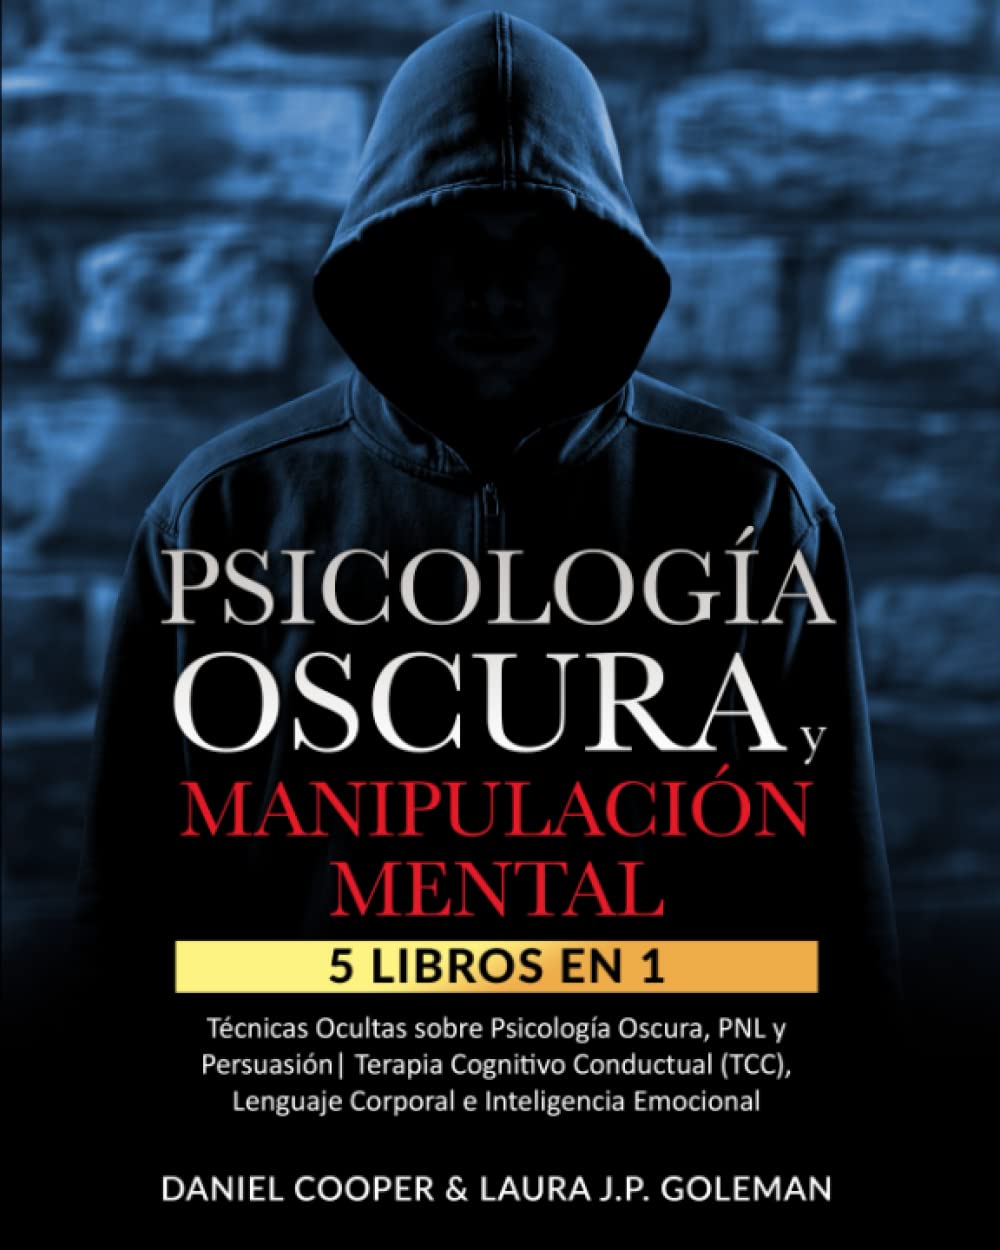 PSICOLOGÍA
OSCURA y
MANIPULACIÓN
MENTAL
5 LIBROS EN 1
Técnicas Ocultas sobre Psicología Oscura, PNL y
Persuasión| Terapia Cognitivo Conductual (TCC),
Lenguaje Corporal e Inteligencia Emocional
DANIEL COOPER & LAURA J.P. GOLEMAN